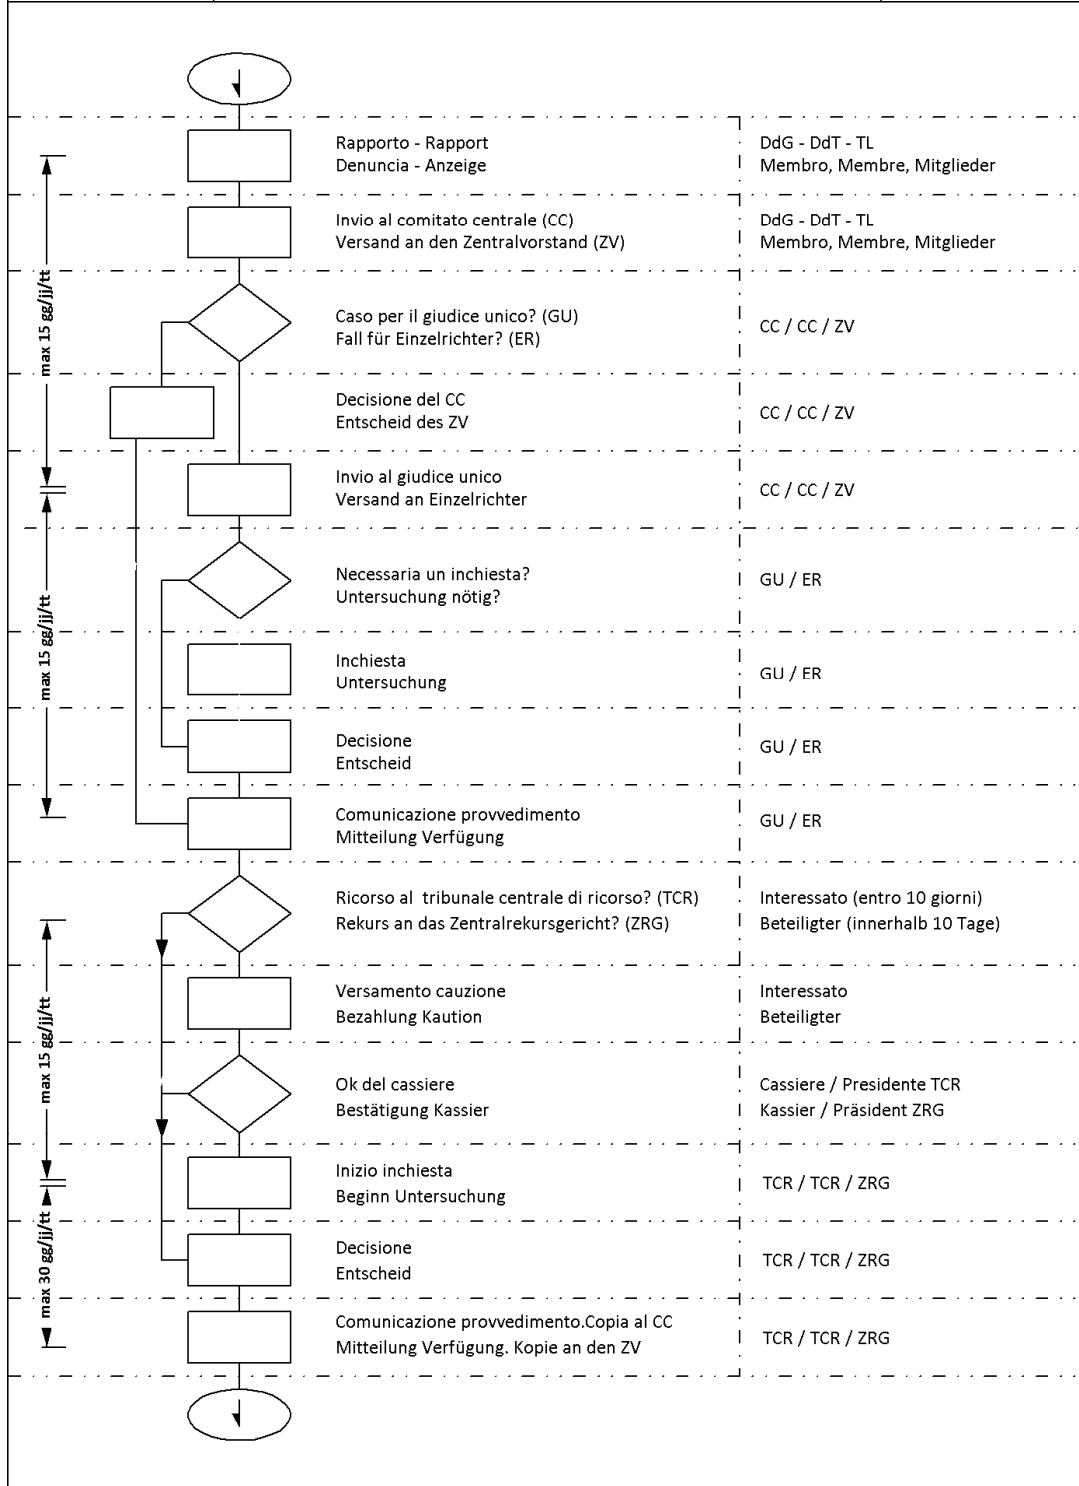 Rapporto - Rapport
Denuncia - Anzeige
DdG - DdT - TL
Membro, Membre, Mitglieder
Invio al comitato centrale (CC)
Versand an den Zentralvorstand (ZV)
DdG - DdT - TL
Membro, Membre, Mitglieder
max 15 gg/jj/tt
Caso per il giudice unico? (GU)
Fall für Einzelrichter? (ER)
CC / CC / ZV
Decisione del CC
Entscheid des ZV
CC / CC / ZV
Invio al giudice unico
Versand an Einzelrichter
CC / CC / ZV
max 15 gg/jj/tt
Necessaria un inchiesta?
Untersuchung nötig?
GU / ER
Inchiesta
Untersuchung
GU / ER
Decisione
Entscheid
GU / ER
Comunicazione provvedimento
Mitteilung Verfügung
GU / ER
Ricorso al tribunale centrale di ricorso? (TCR)
Rekurs an das Zentralrekursgericht? (ZRG)
Interessato (entro 10 giorni)
Beteiligter (innerhalb 10 Tage)
max 15 gg/jj/tt
Versamento cauzione
Bezahlung Kaution
Interessato
Beteiligter
Ok del cassiere
Bestätigung Kassier
Cassiere / Presidente TCR
Kassier / Präsident ZRG
Inizio inchiesta
Beginn Untersuchung
TCR / TCR / ZRG
max 30 gg/jj/tt
Decisione
Entscheid
TCR / TCR / ZRG
Comunicazione provvedimento.Copia al CC
Mitteilung Verfügung. Kopie an den ZV
TCR / TCR / ZRG